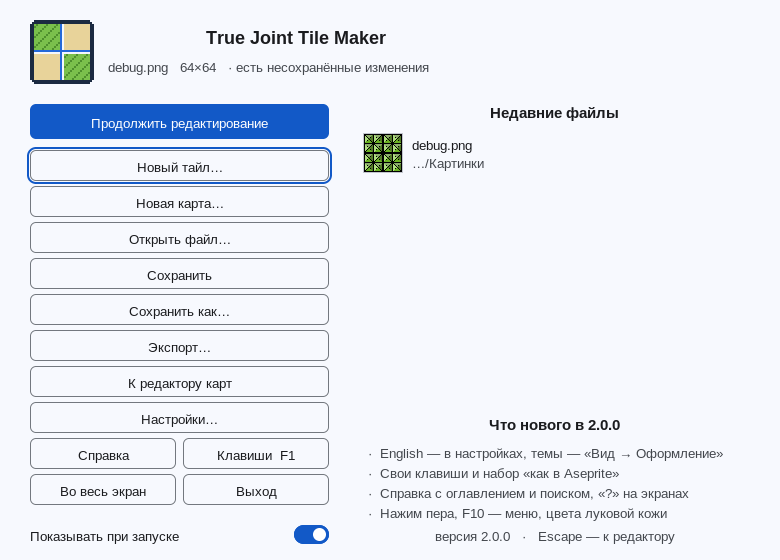 True Joint Tile Maker
debug.png 64×64 · есть несохранённые изменения
Продолжить редактирование
Новый тайл…
Новая карта…
Открыть файл…
Сохранить
Сохранить как…
Экспорт…
К редактору карт
Настройки…
Справка
Клавиши F1
Во весь экран
Выход
Показывать при запуске
Недавние файлы
debug.png
…/Картинки
Что нового в 2.0.0
· English — в настройках, темы — «Вид → Оформление»
· Свои клавиши и набор «как в Aseprite»
· Справка с оглавлением и поиском, «?» на экранах
· Нажим пера, F10 — меню, цвета луковой кожи
версия 2.0.0 · Escape — к редактору